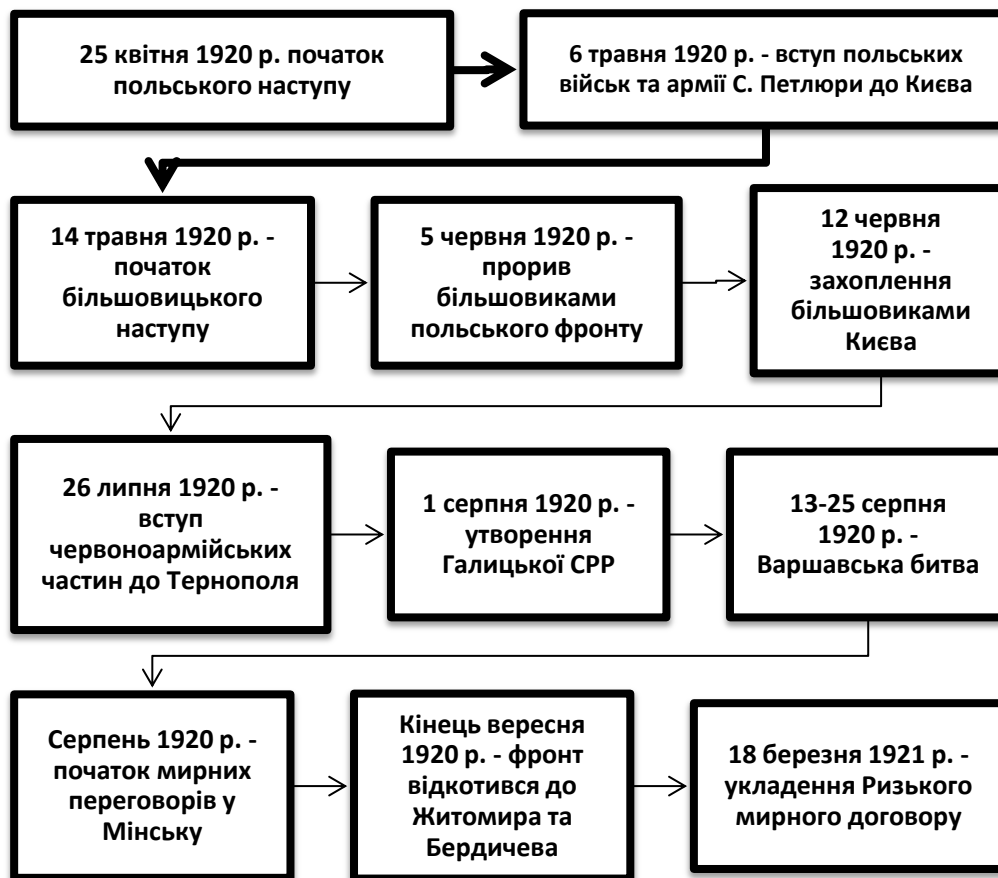 25 квітня 1920 р. початок
польського наступу
6 травня 1920 р. - вступ польських
військ та армії С. Петлюри до Києва
14 травня 1920 р. -
початок
більшовицького
наступу
5 червня 1920 р. -
прорив
більшовиками
польського фронту
12 червня
1920 р. -
захоплення
більшовиками
Києва
26 липня 1920 р. -
вступ
червоноармійських
частин до Тернополя
1 серпня 1920 р. -
утворення
Галицької СРР
13-25 серпня
1920 р. -
Варшавська битва
Серпень 1920 р. -
початок мирних
переговорів у
Мінську
Кінець вересня
1920 р. - фронт
відкотився до
Житомира та
Бердичева
18 березня 1921 р. -
укладення Ризького
мирного договору